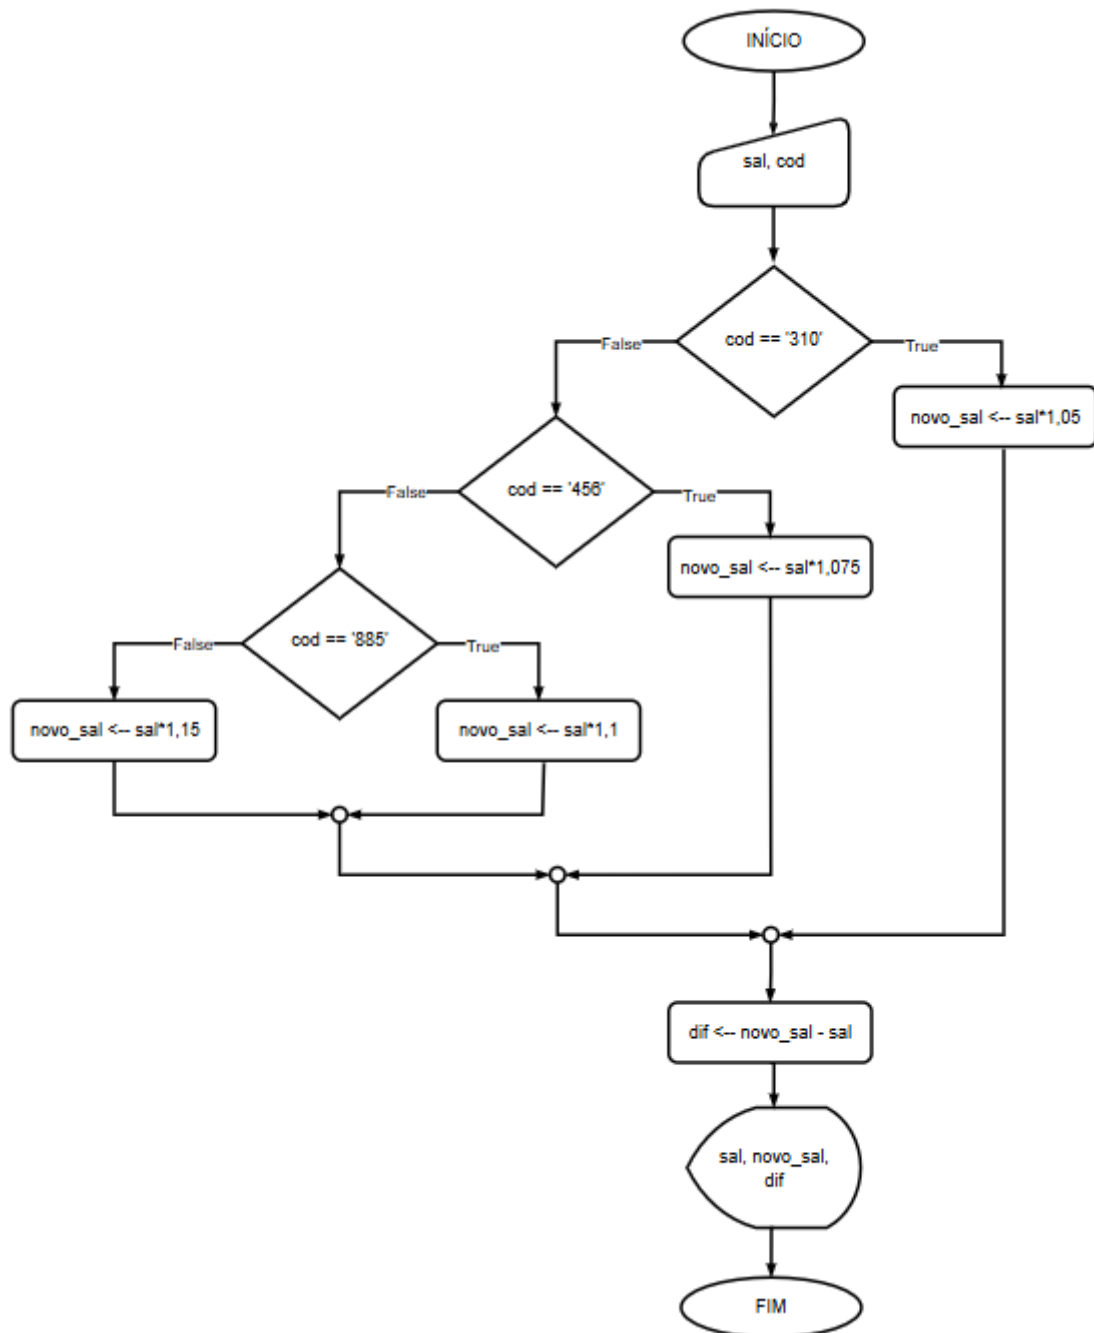 INÍCIO
sal, cod
cod == '310'
False
True
novo_sal <-- sal*1,05
cod == '456'
False
True
novo_sal <-- sal*1,075
cod == '885'
False
True
novo_sal <-- sal*1,15
novo_sal <-- sal*1,1
dif <-- novo_sal - sal
sal, novo_sal,
dif
FIM